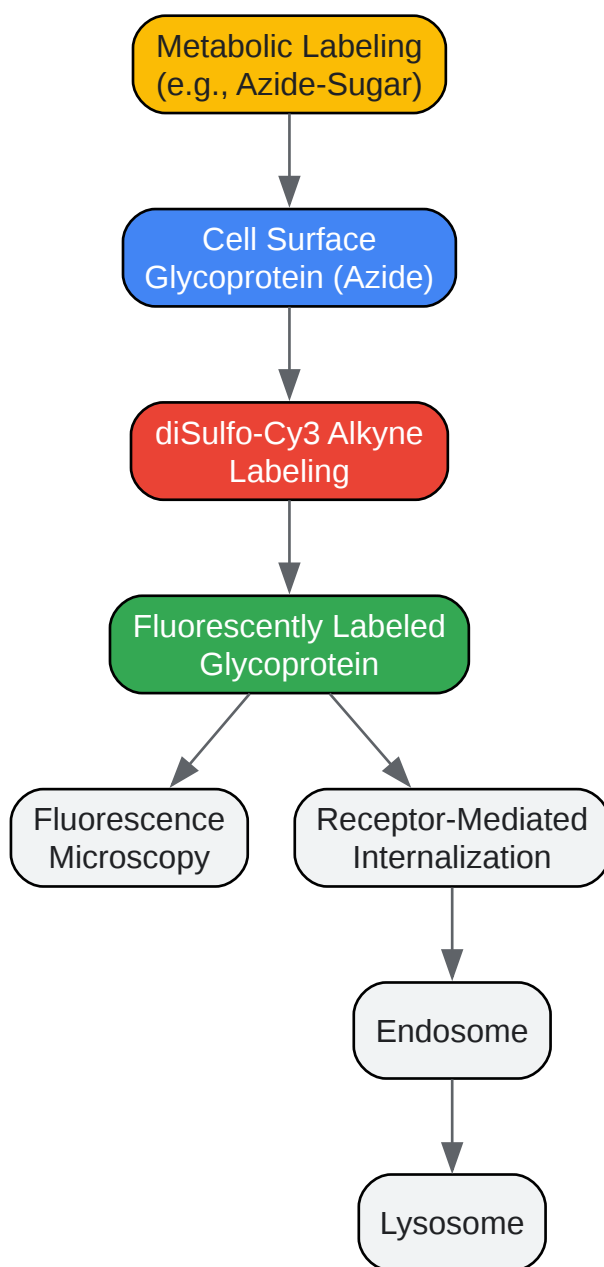 Metabolic Labeling
(e.g., Azide-Sugar)
Cell Surface
Glycoprotein (Azide)
diSulfo-Cy3 Alkyne
Labeling
Fluorescently Labeled
Glycoprotein
Fluorescence
Microscopy
Receptor-Mediated
Internalization
Endosome
Lysosome